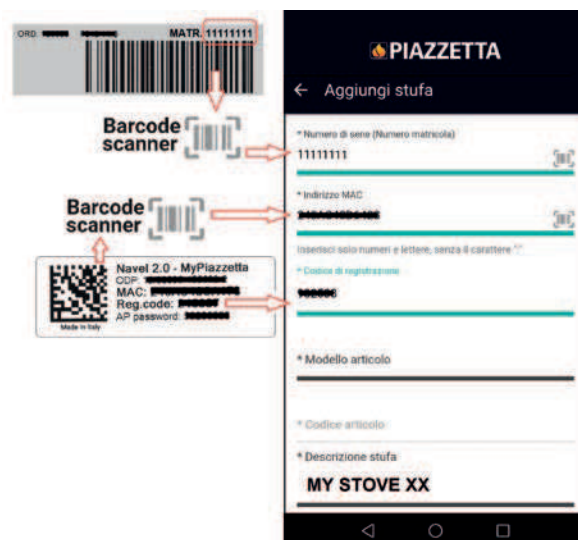 ORD.
MATR. 11111111
Barcode
scanner
Barcode
scanner
Navel 2.0 - MyPiazzetta
ODP:
MAC:
Reg.code:
AP password:
Made in Italy
PIAZZETTA
← Aggiungi stufa
* Numero di serie (Numero matricola)
11111111
* Indirizzo MAC
Inserisci solo numeri e lettere, senza il carattere ":"
* Codice di registrazione
* Modello articolo
* Codice articolo
* Descrizione stufa
MY STOVE XX